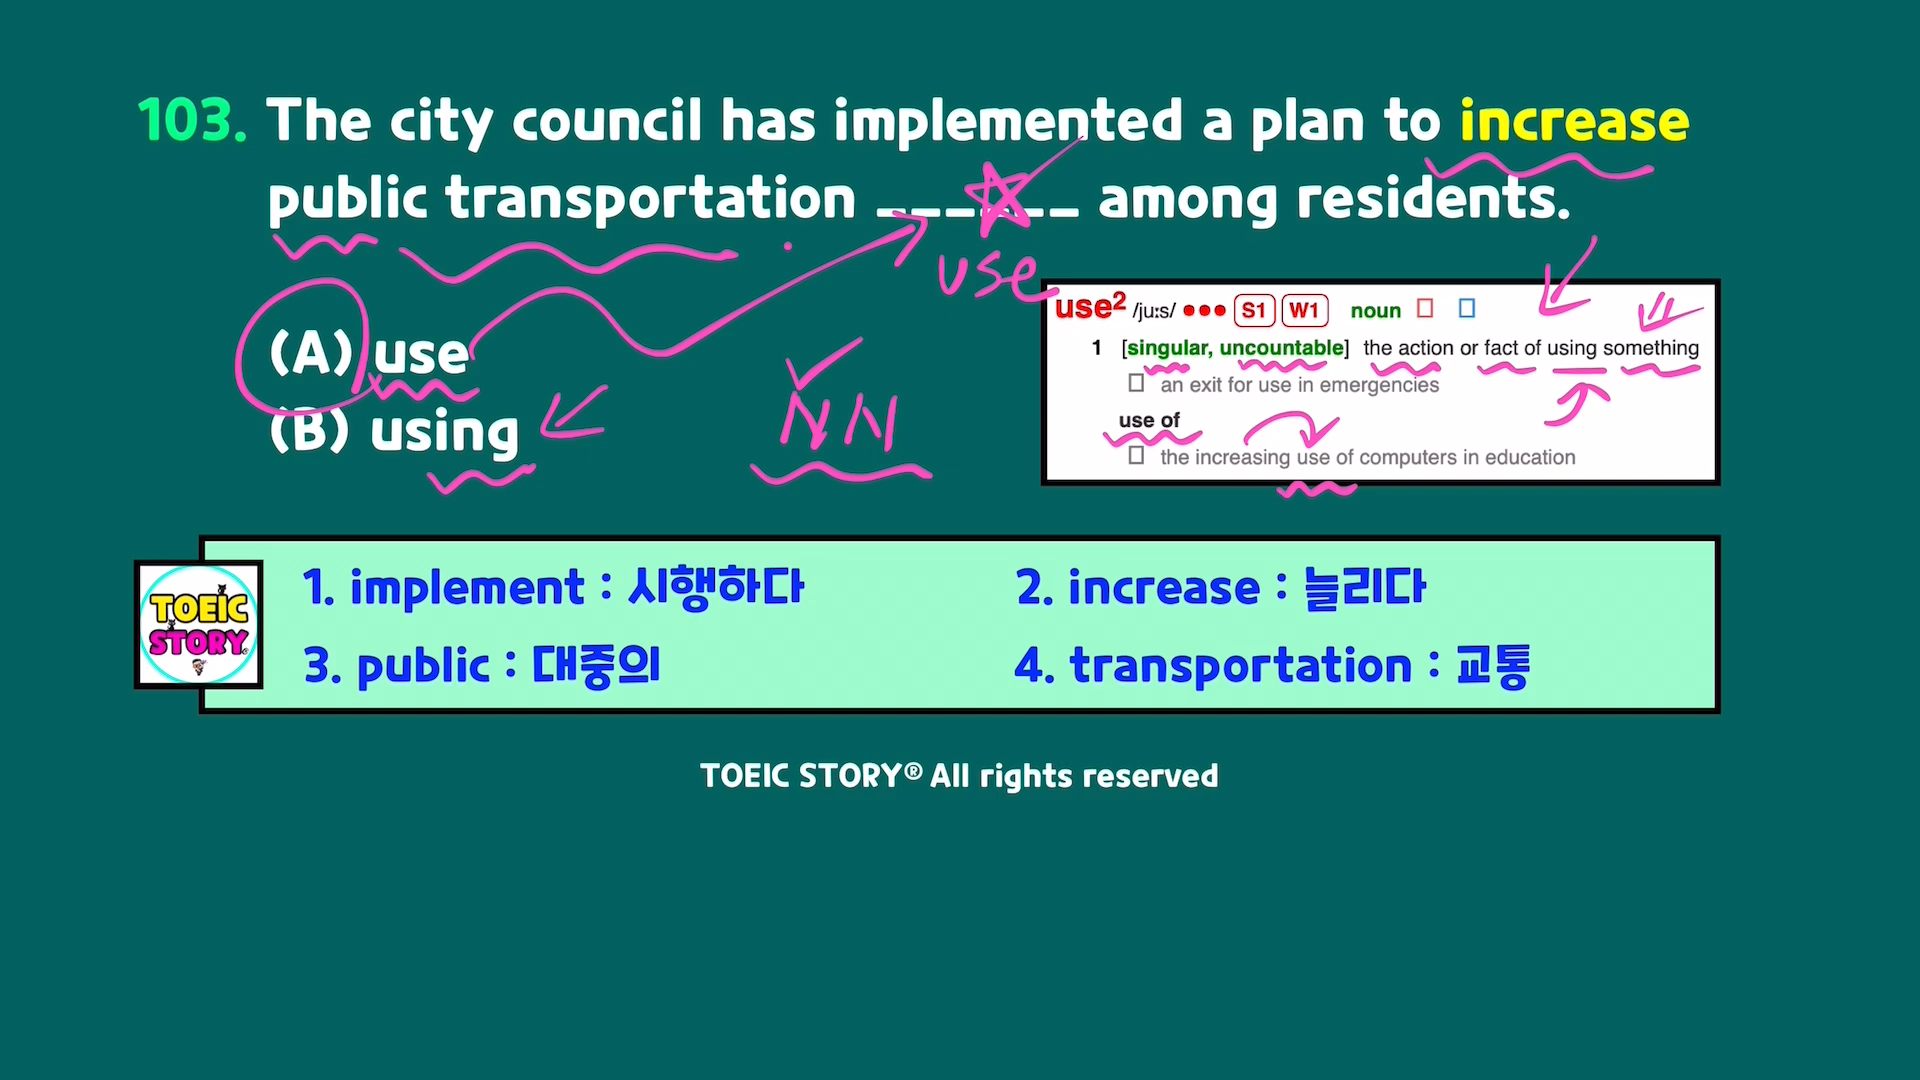 103. The city council has implemented a plan to increase
public transportation ______ among residents.
use
(A) use
(B) using
N N
use² /juːs/ ●●● S1 W1 noun
1 [singular, uncountable] the action or fact of using something
an exit for use in emergencies
use of
the increasing use of computers in education
TOEIC
STORY
1. implement : 시행하다
2. increase : 늘리다
3. public : 대중의
4. transportation : 교통
TOEIC STORY® All rights reserved